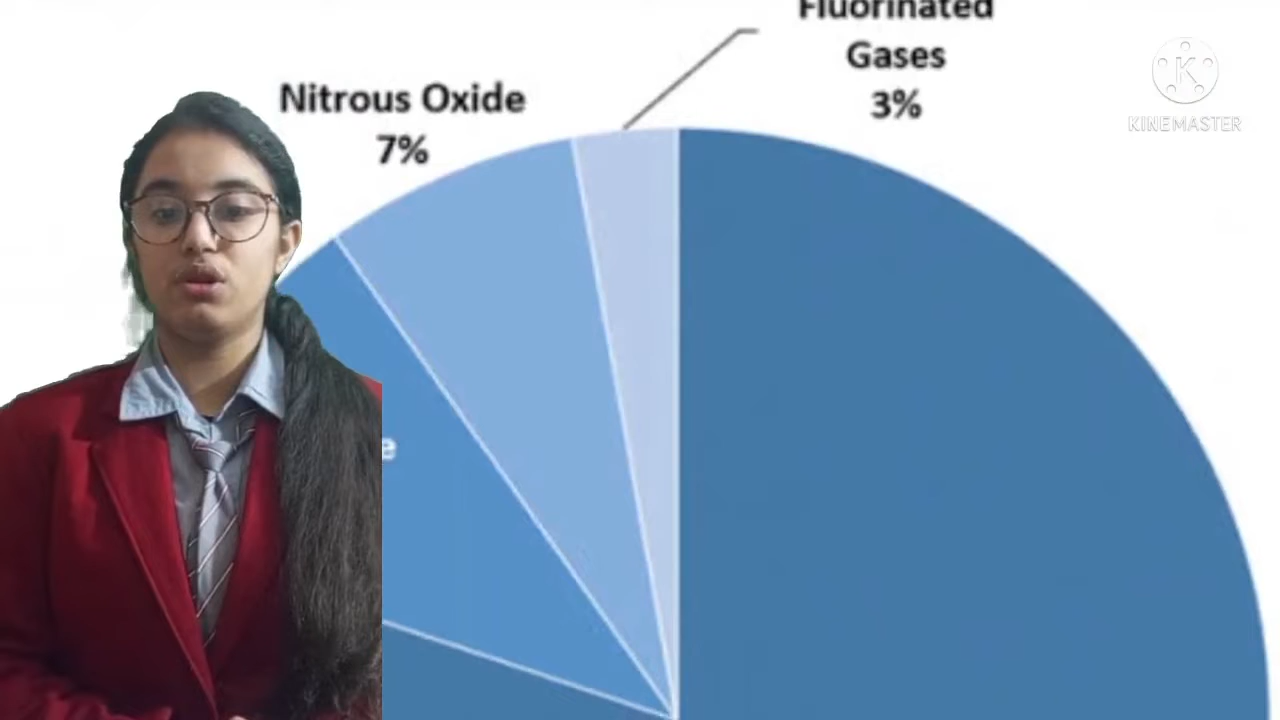 Fluorinated
Gases
3%
Nitrous Oxide
7%
e
K
KINEMASTER